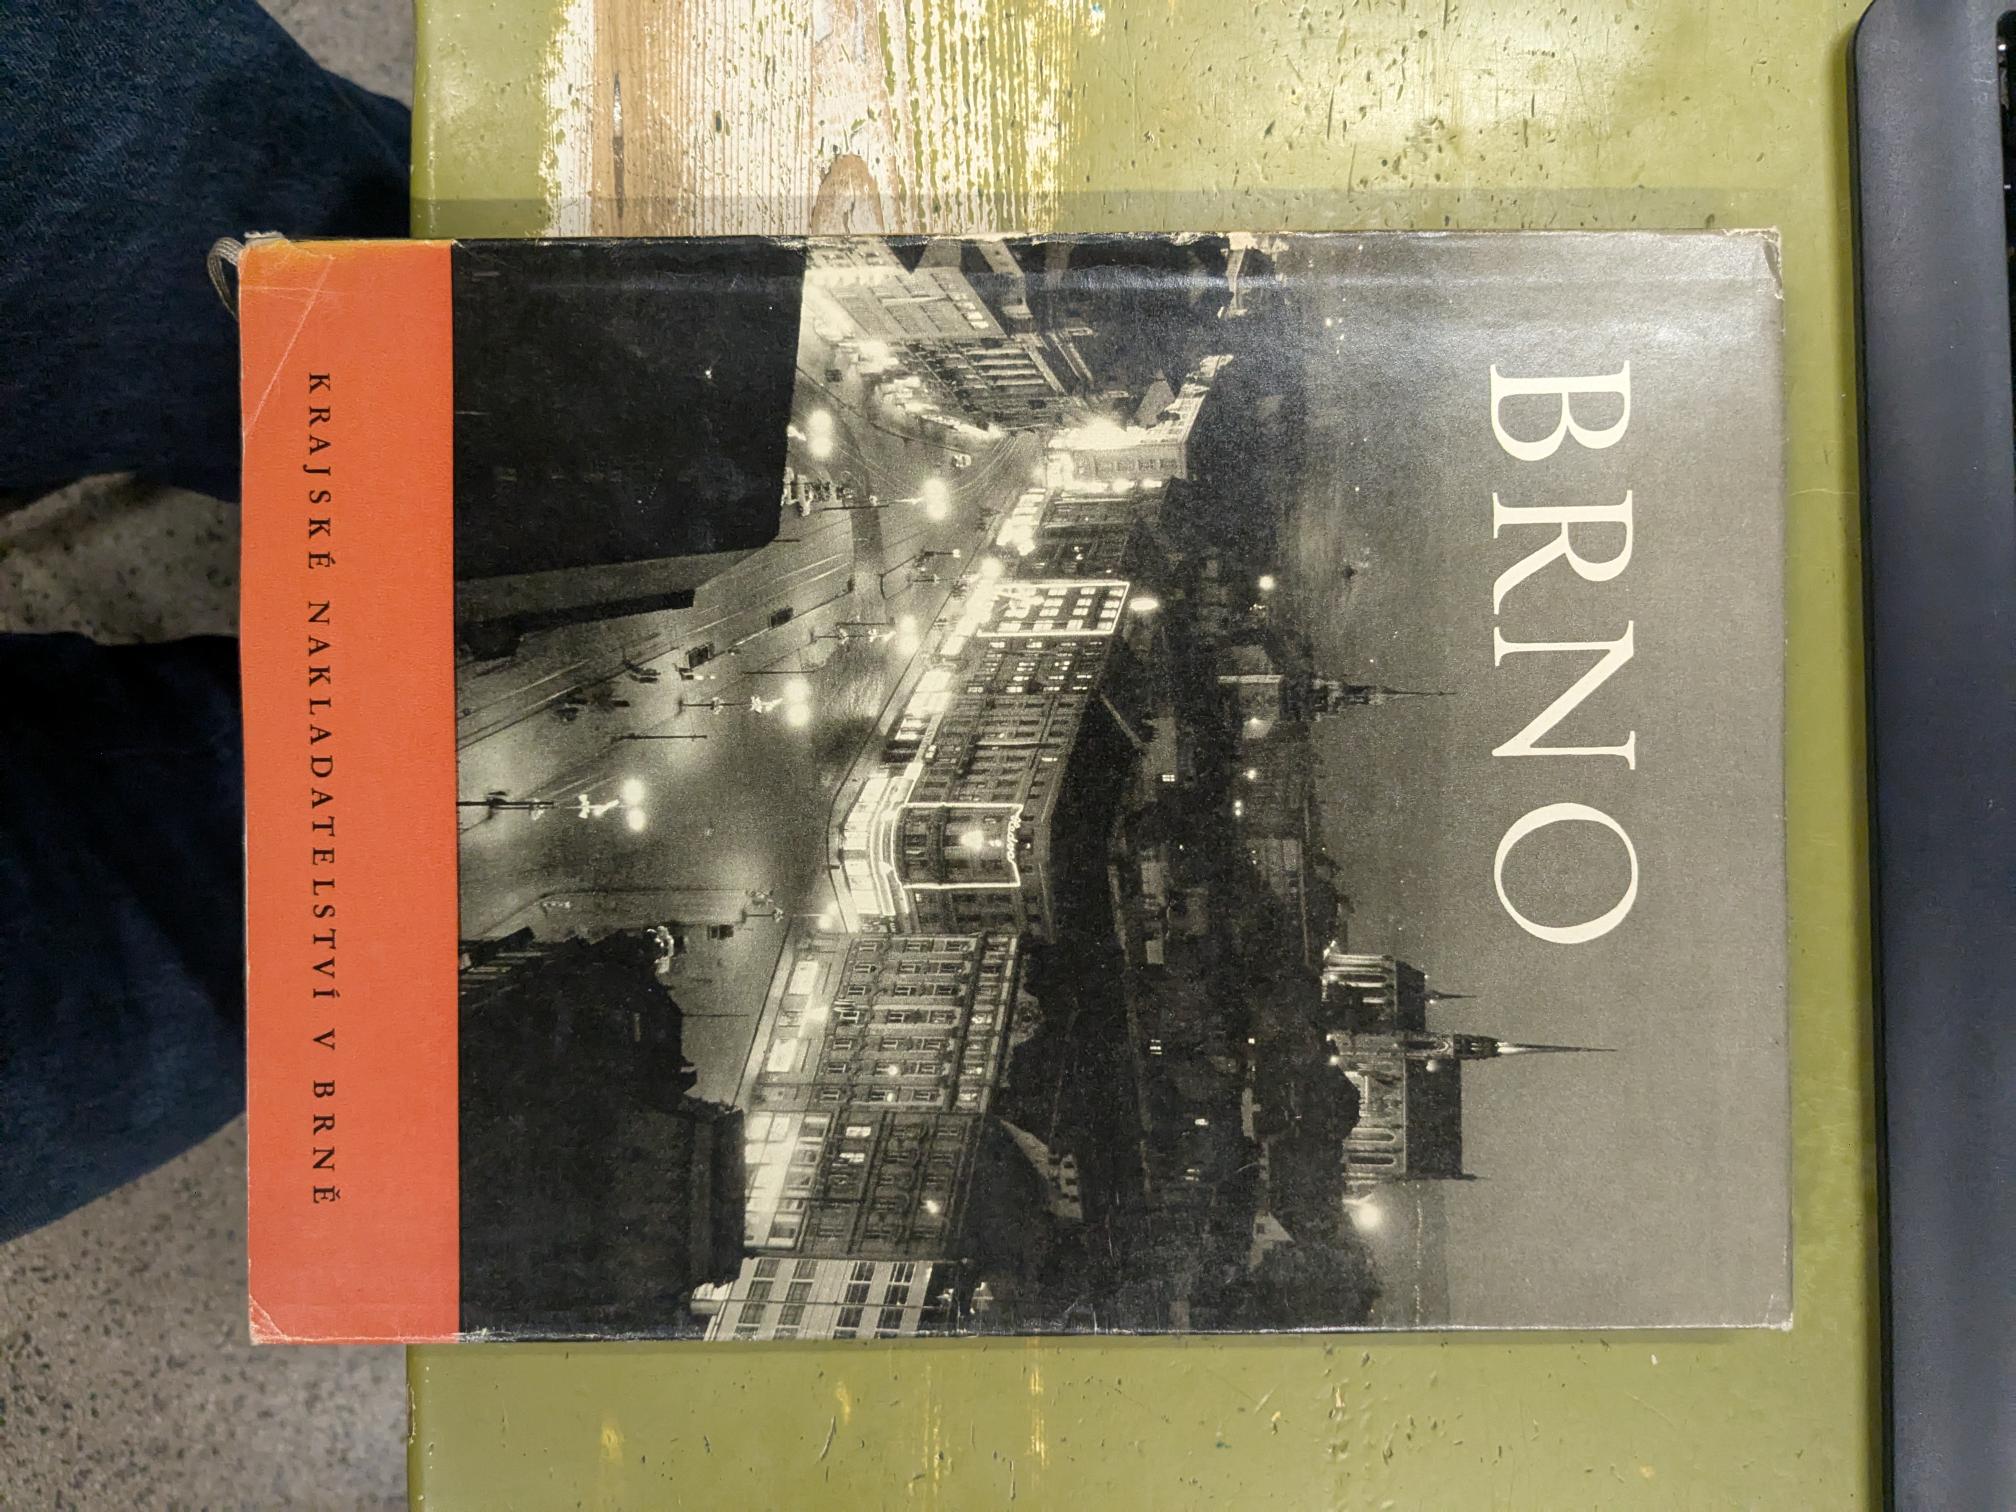 BRNO
KRAJSKÉ NAKLADATELSTVÍ V BRNĚ